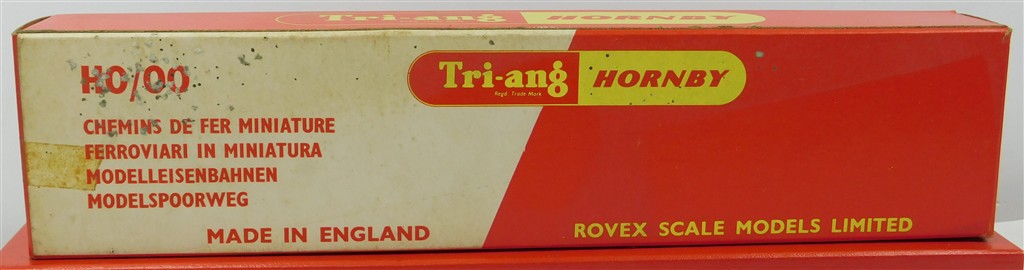 Tri-ang HORNBY
HO/OO
Tri-ang HORNBY
Regd. Trade Mark
CHEMINS DE FER MINIATURE
FERROVIARI IN MINIATURA
MODELLEISENBAHNEN
MODELSPOORWEG
MADE IN ENGLAND
ROVEX SCALE MODELS LIMITED